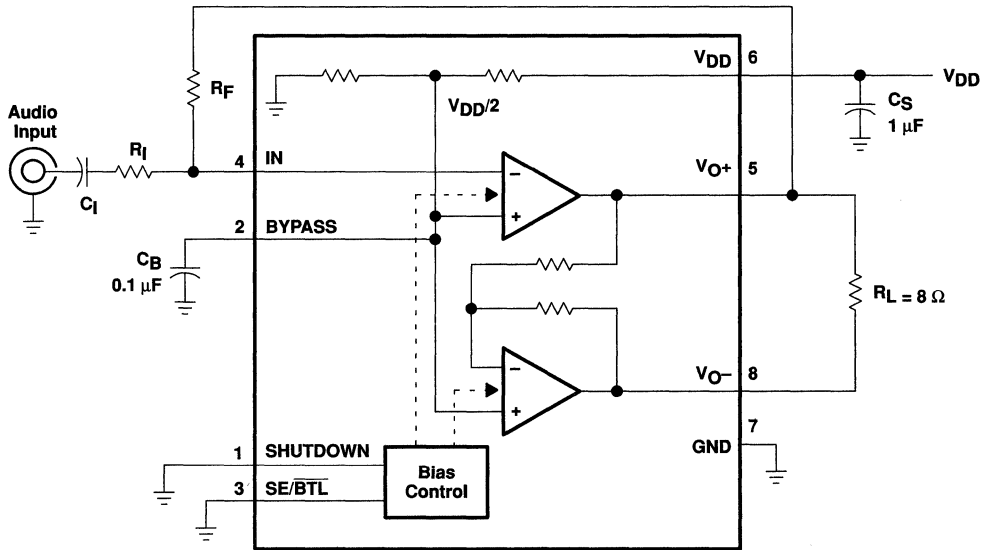 Audio
Input
C_I
R_I
R_F
4 IN
2 BYPASS
C_B
0.1 μF
V_DD/2
V_DD 6
V_DD
C_S
1 μF
V_O+ 5
−
+
R_L = 8 Ω
−
+
V_O− 8
7
GND
1 SHUTDOWN
3 SE/B̅T̅L̅
Bias
Control